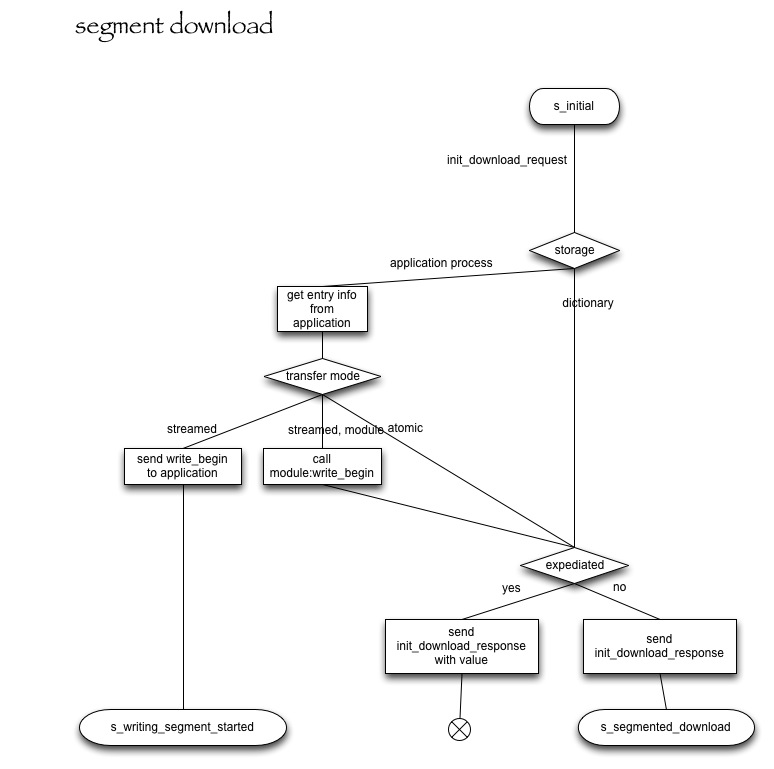 segment download
s_initial
init_download_request
storage
application process
get entry info
from
application
dictionary
transfer mode
streamed
streamed, module
atomic
send write_begin
to application
call
module:write_begin
expediated
yes
no
send
init_download_response
with value
send
init_download_response
s_writing_segment_started
s_segmented_download